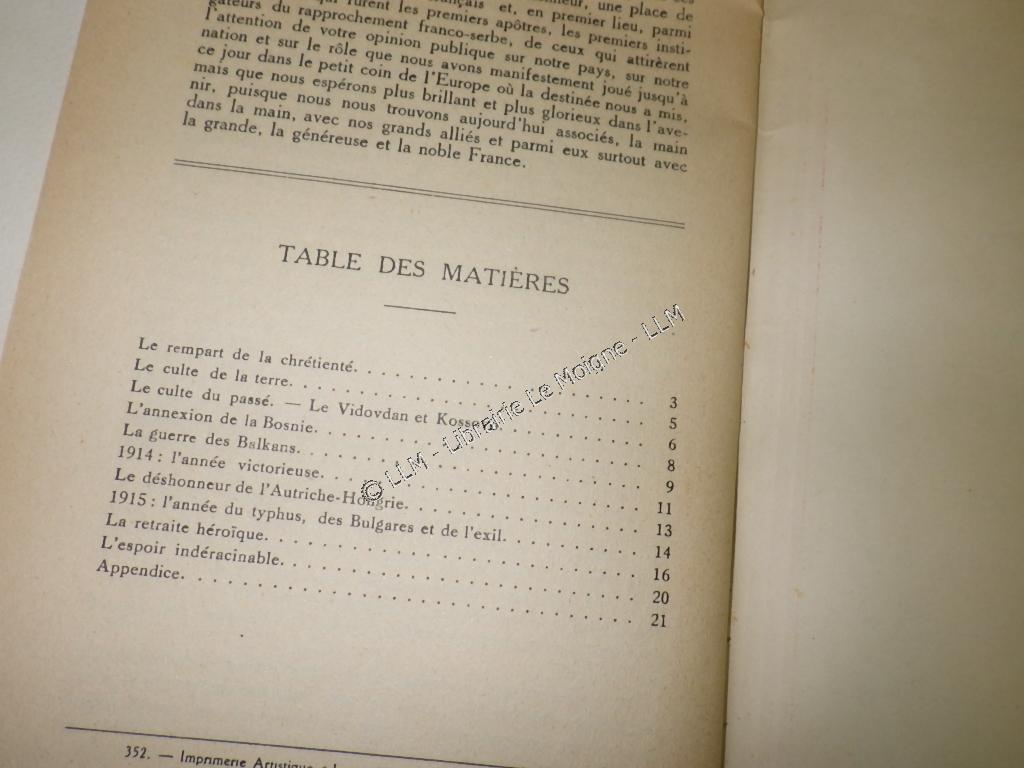 une place de
et, en premier lieu, parmi
qui furent les premiers apôtres, les premiers insti-
gateurs du rapprochement franco-serbe, de ceux qui attirèrent
l'attention de votre opinion publique sur notre pays, sur notre
nation et sur le rôle que nous avons manifestement joué jusqu'à
ce jour dans le petit coin de l'Europe où la destinée nous a mis,
mais que nous espérons plus brillant et plus glorieux dans l'ave-
nir, puisque nous nous trouvons aujourd'hui associés, la main
dans la main, avec nos grands alliés et parmi eux surtout avec
la grande, la généreuse et la noble France.
TABLE DES MATIÈRES
Le rempart de la chrétienté. . . . . . . . . . . . 3
Le culte de la terre. . . . . . . . . . . . 5
Le culte du passé. — Le Vidovdan et Kossovo. . . . . . 6
L'annexion de la Bosnie. . . . . . . . . . . . 8
La guerre des Balkans. . . . . . . . . . . . 9
1914 : l'année victorieuse. . . . . . . . . . . . 11
Le déshonneur de l'Autriche-Hongrie. . . . . . . . . . 13
1915 : l'année du typhus, des Bulgares et de l'exil. . . . . . 14
La retraite héroïque. . . . . . . . . . . . 16
L'espoir indéracinable. . . . . . . . . . . . 20
Appendice. . . . . . . . . . . . 21
352. — Imprimerie Artistique
© LLM - Librairie Le Moigne - LLM